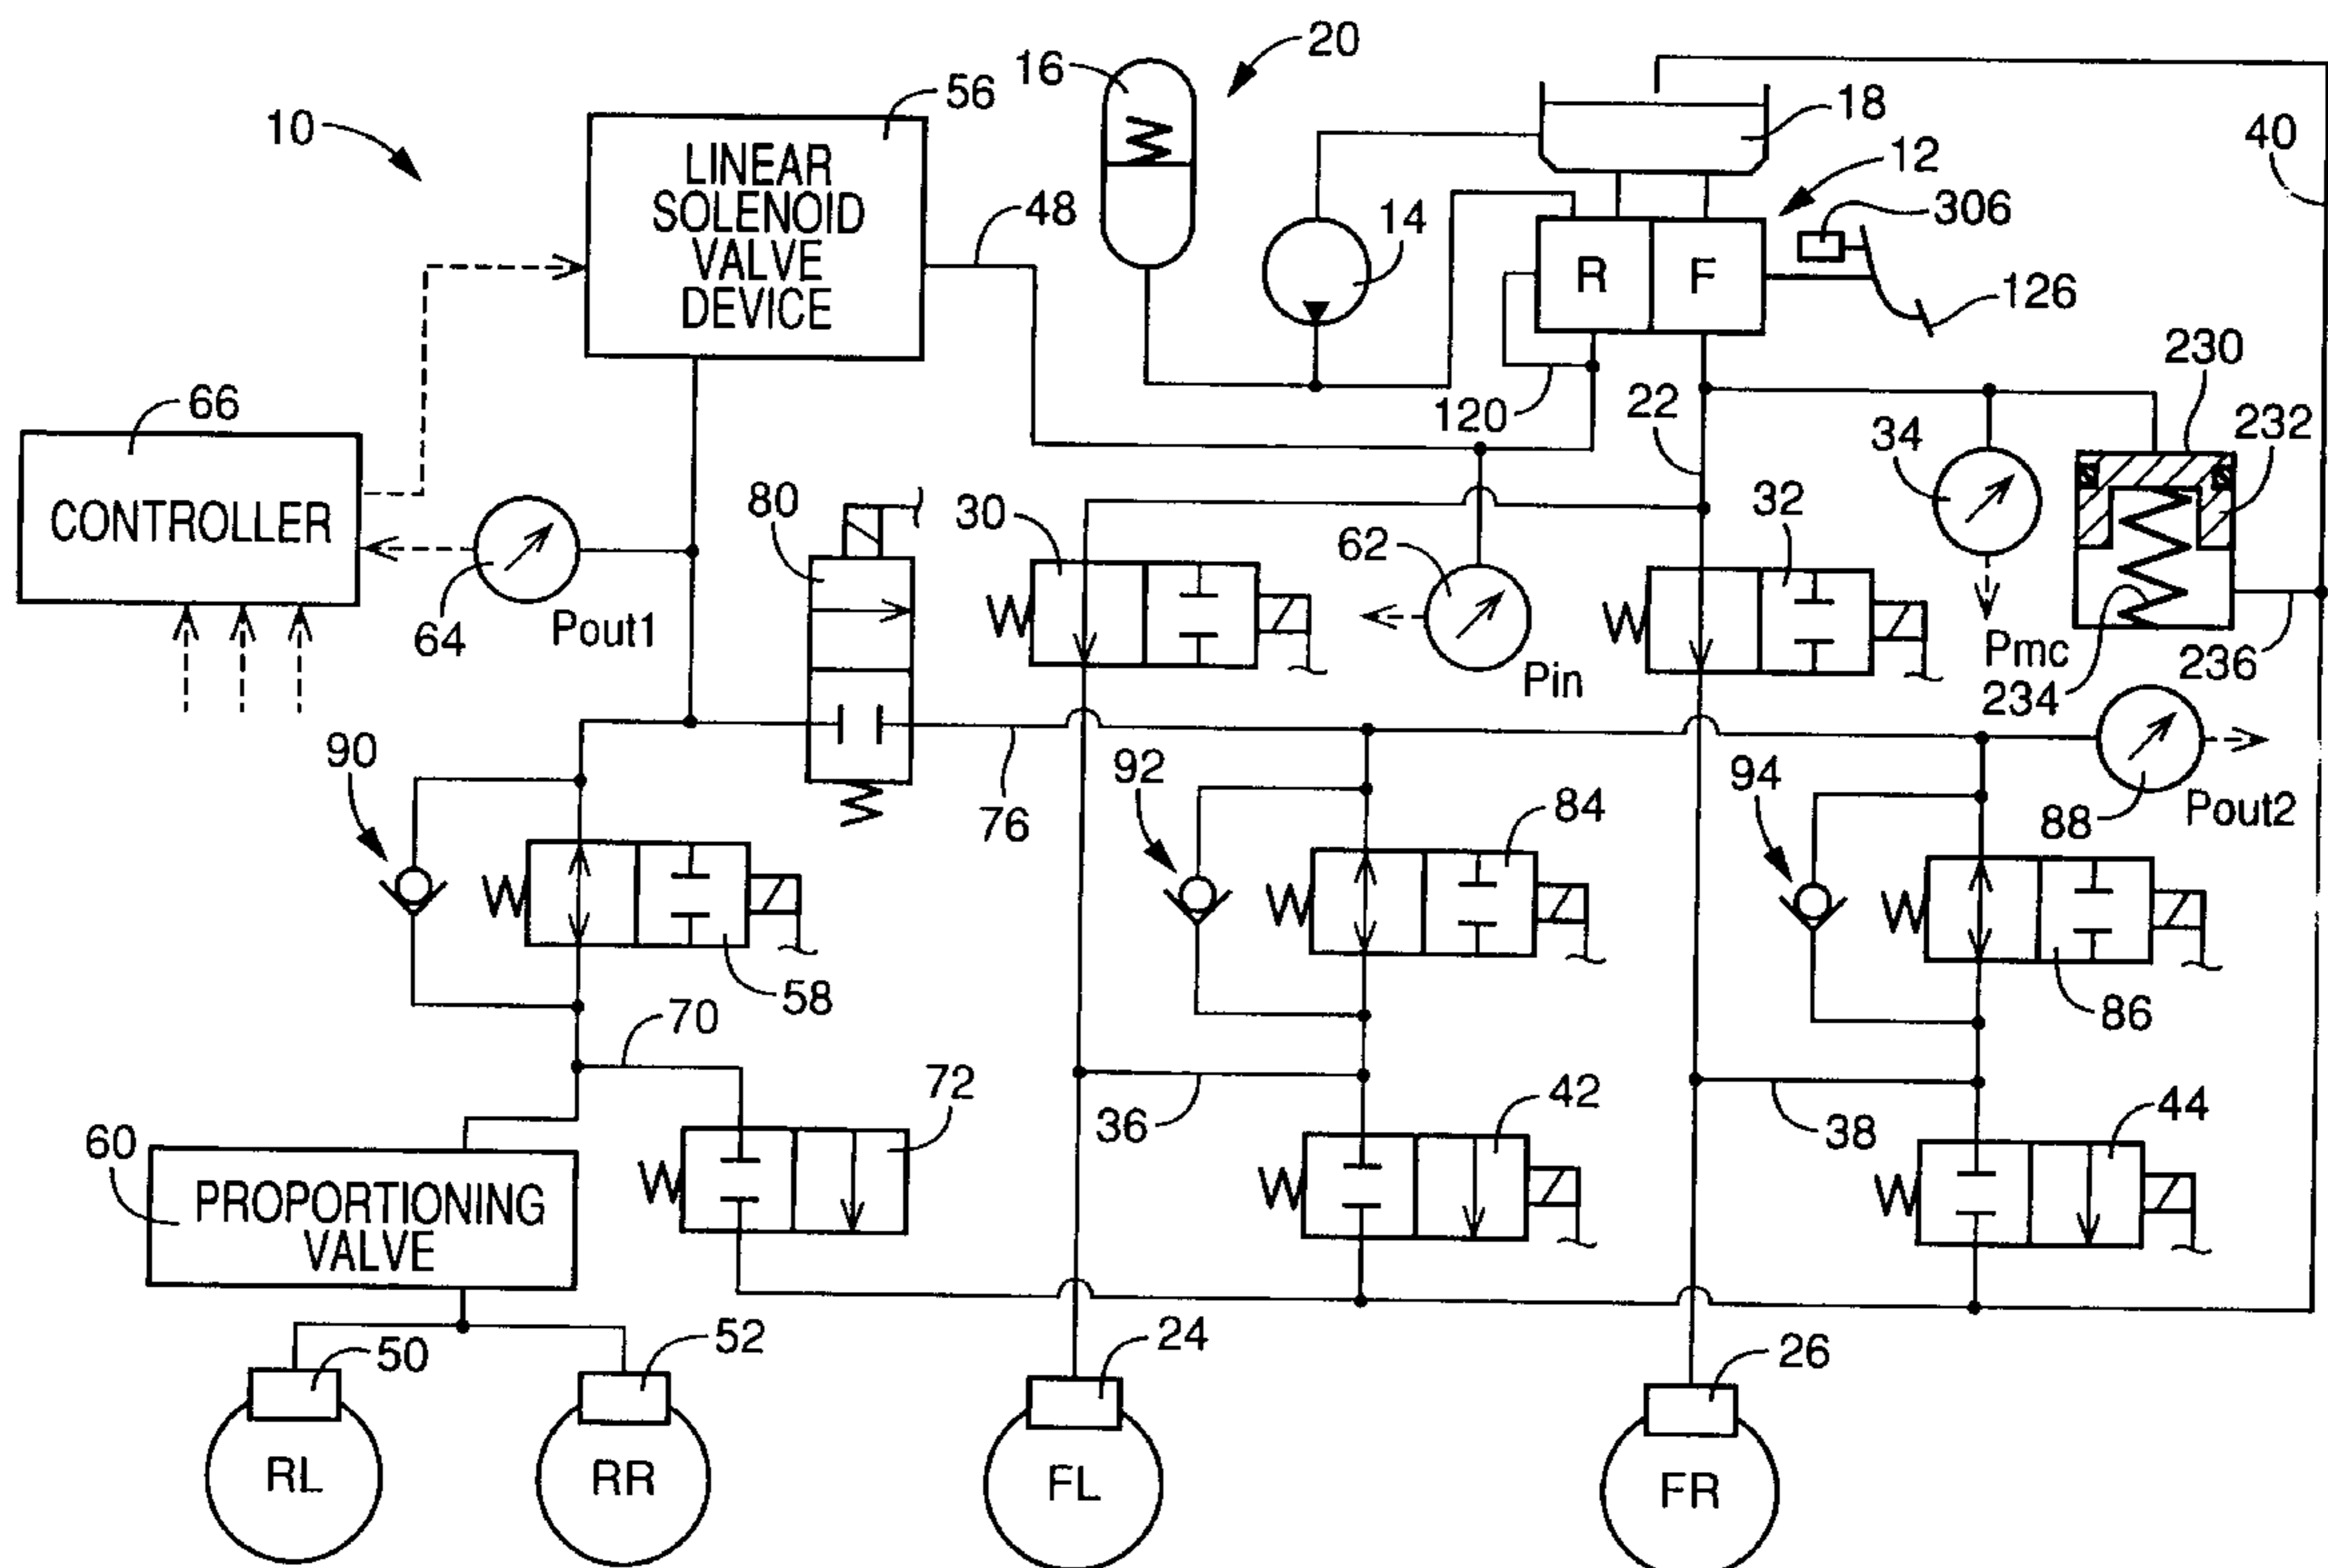 20
16
56
18
10
LINEAR
SOLENOID
VALVE
DEVICE
40
12
48
306
14
R F
126
230
66
120
22
232
34
CONTROLLER
80
30
32
62
64
Pout1
Pin
Pmc
236
234
90
92
94
76
84
88
Pout2
58
86
70
72
42
44
36
38
60
PROPORTIONING
VALVE
50
52
24
26
RL
RR
FL
FR